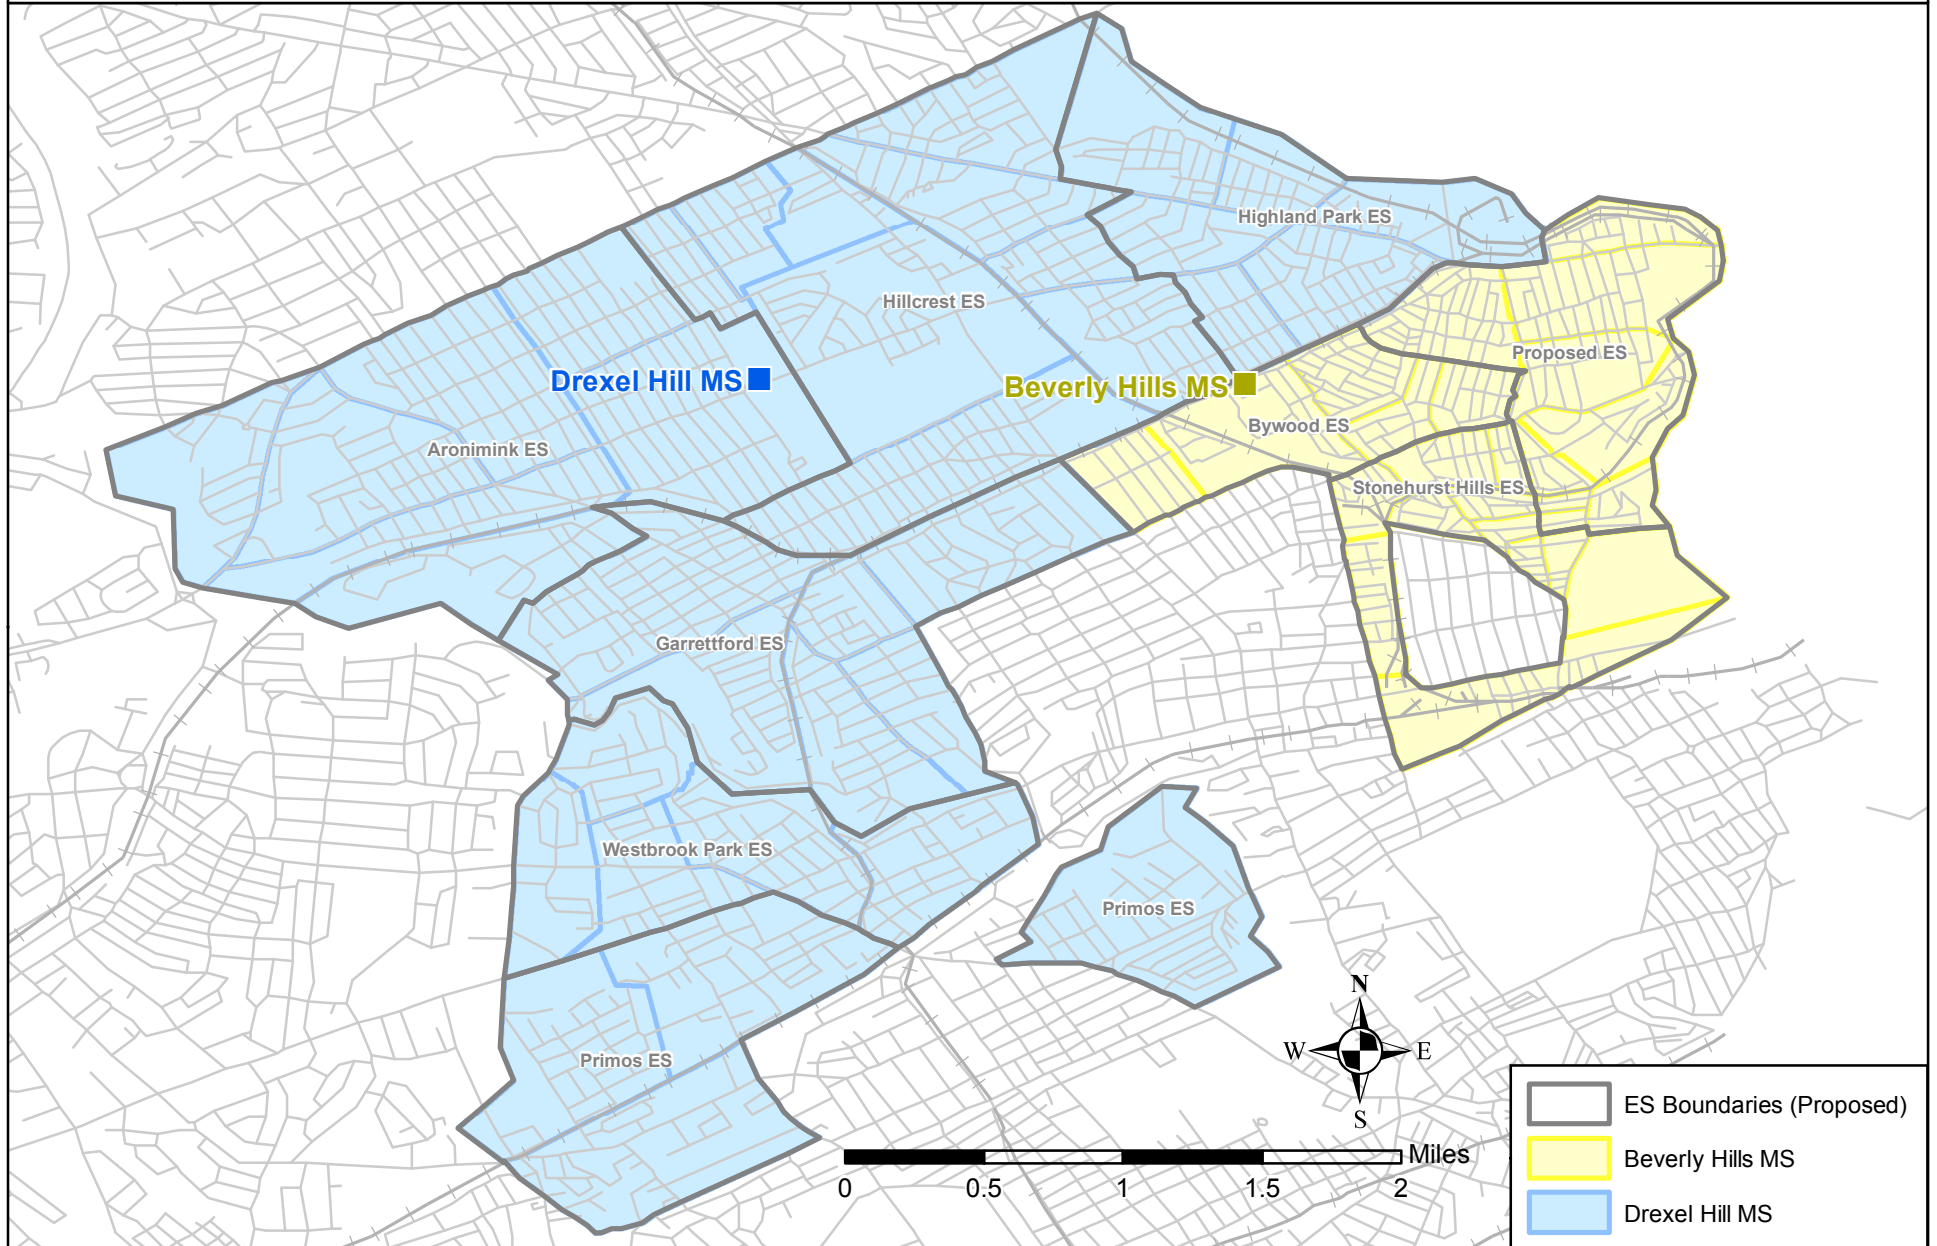 Highland Park ES
Hillcrest ES
Proposed ES
Drexel Hill MS
Beverly Hills MS
Bywood ES
Aronimink ES
Stonehurst Hills ES
Garrettford ES
Westbrook Park ES
Primos ES
Primos ES
N
W E
S
Miles
0 0.5 1 1.5 2
ES Boundaries (Proposed)
Beverly Hills MS
Drexel Hill MS